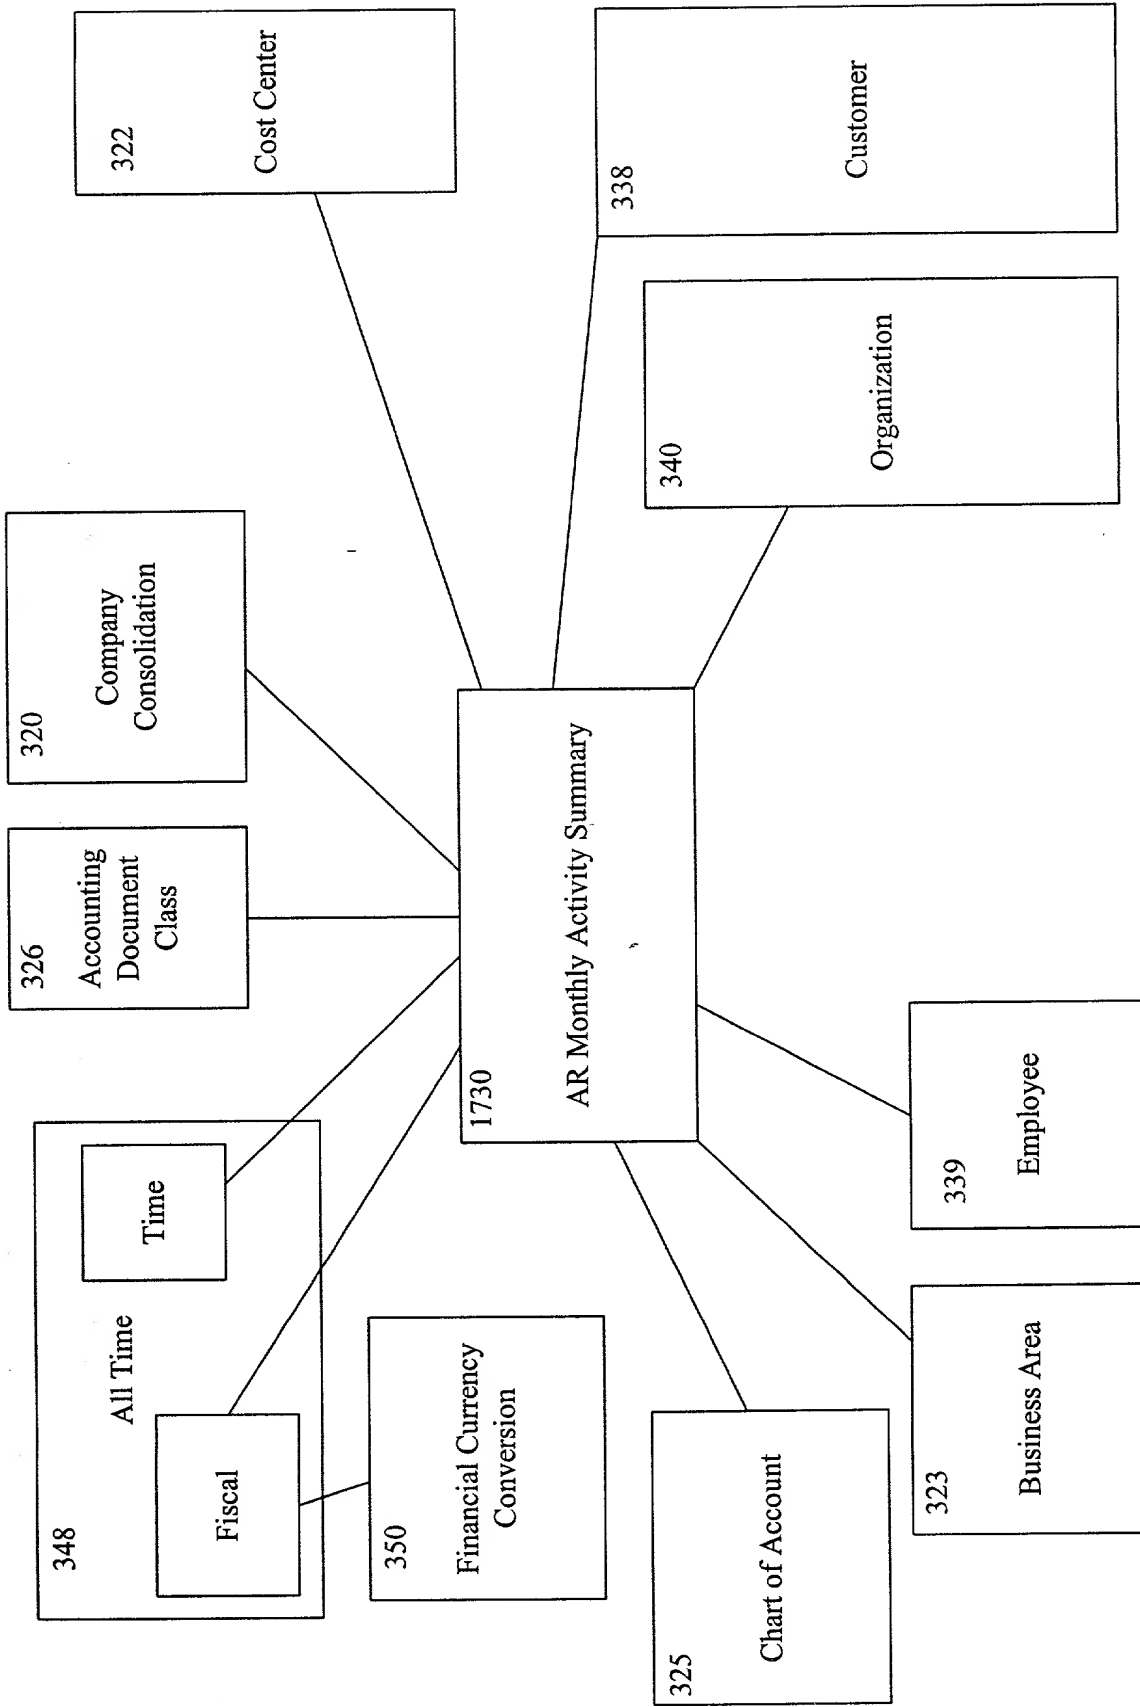 348
All Time
Fiscal
Time
326
Accounting
Document
Class
320
Company
Consolidation
322
Cost Center
350
Financial Currency
Conversion
1730
AR Monthly Activity Summary
338
Customer
340
Organization
325
Chart of Account
323
Business Area
339
Employee